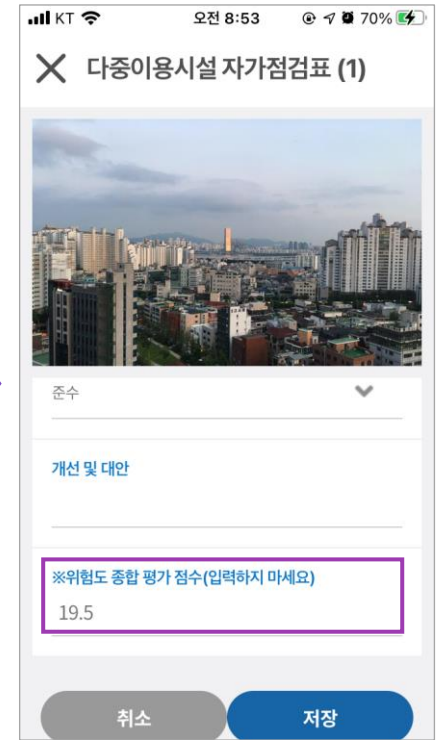 KT 오전 8:53 70%
다중이용시설 자가점검표 (1)
준수
개선 및 대안
※위험도 종합 평가 점수(입력하지 마세요)
19.5
취소 저장